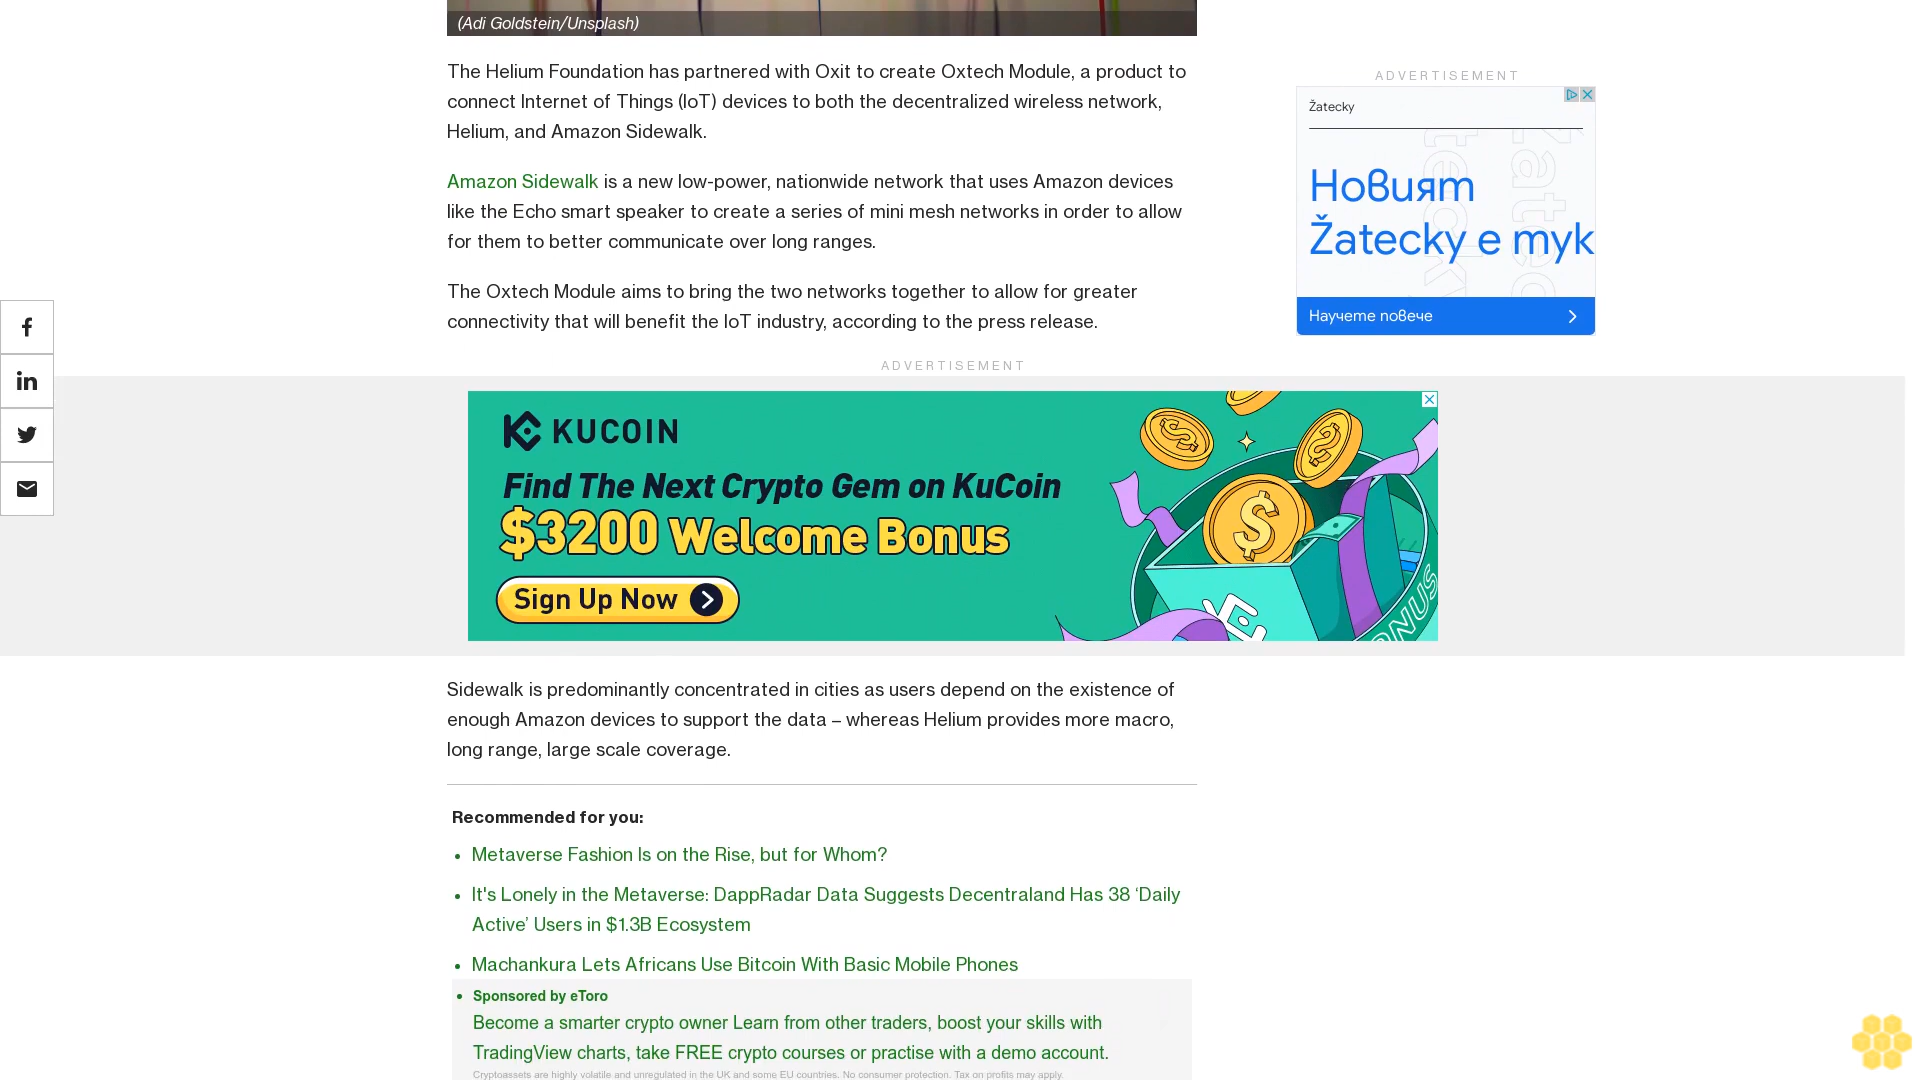 (Adi Goldstein/Unsplash)
The Helium Foundation has partnered with Oxit to create Oxtech Module, a product to
connect Internet of Things (IoT) devices to both the decentralized wireless network,
Helium, and Amazon Sidewalk.
Amazon Sidewalk is a new low-power, nationwide network that uses Amazon devices
like the Echo smart speaker to create a series of mini mesh networks in order to allow
for them to better communicate over long ranges.
The Oxtech Module aims to bring the two networks together to allow for greater
connectivity that will benefit the IoT industry, according to the press release.
ADVERTISEMENT
Žatecky
Новият
Žatecky е тук
Научете повече
ADVERTISEMENT
KUCOIN
Find The Next Crypto Gem on KuCoin
$3200 Welcome Bonus
Sign Up Now
BONUS
Sidewalk is predominantly concentrated in cities as users depend on the existence of
enough Amazon devices to support the data – whereas Helium provides more macro,
long range, large scale coverage.
Recommended for you:
Metaverse Fashion Is on the Rise, but for Whom?
It's Lonely in the Metaverse: DappRadar Data Suggests Decentraland Has 38 ‘Daily
Active’ Users in $1.3B Ecosystem
Machankura Lets Africans Use Bitcoin With Basic Mobile Phones
Sponsored by eToro
Become a smarter crypto owner Learn from other traders, boost your skills with
TradingView charts, take FREE crypto courses or practise with a demo account.
Cryptoassets are highly volatile and unregulated in the UK and some EU countries. No consumer protection. Tax on profits may apply.